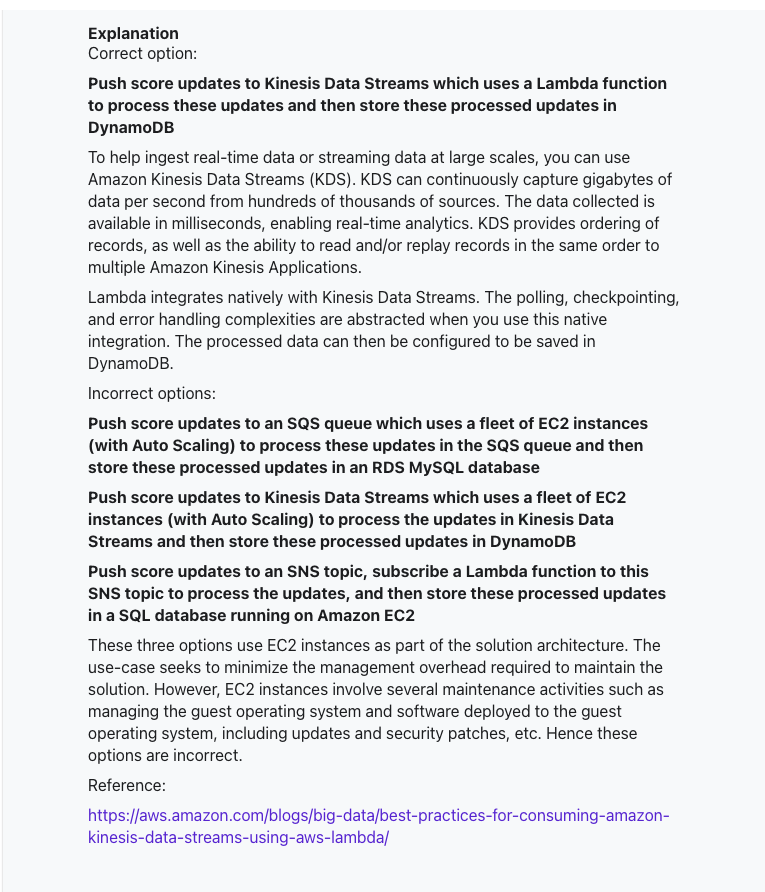 Explanation
Correct option:
Push score updates to Kinesis Data Streams which uses a Lambda function
to process these updates and then store these processed updates in
DynamoDB
To help ingest real-time data or streaming data at large scales, you can use
Amazon Kinesis Data Streams (KDS). KDS can continuously capture gigabytes of
data per second from hundreds of thousands of sources. The data collected is
available in milliseconds, enabling real-time analytics. KDS provides ordering of
records, as well as the ability to read and/or replay records in the same order to
multiple Amazon Kinesis Applications.
Lambda integrates natively with Kinesis Data Streams. The polling, checkpointing,
and error handling complexities are abstracted when you use this native
integration. The processed data can then be configured to be saved in
DynamoDB.
Incorrect options:
Push score updates to an SQS queue which uses a fleet of EC2 instances
(with Auto Scaling) to process these updates in the SQS queue and then
store these processed updates in an RDS MySQL database
Push score updates to Kinesis Data Streams which uses a fleet of EC2
instances (with Auto Scaling) to process the updates in Kinesis Data
Streams and then store these processed updates in DynamoDB
Push score updates to an SNS topic, subscribe a Lambda function to this
SNS topic to process the updates, and then store these processed updates
in a SQL database running on Amazon EC2
These three options use EC2 instances as part of the solution architecture. The
use-case seeks to minimize the management overhead required to maintain the
solution. However, EC2 instances involve several maintenance activities such as
managing the guest operating system and software deployed to the guest
operating system, including updates and security patches, etc. Hence these
options are incorrect.
Reference:
https://aws.amazon.com/blogs/big-data/best-practices-for-consuming-amazon-
kinesis-data-streams-using-aws-lambda/